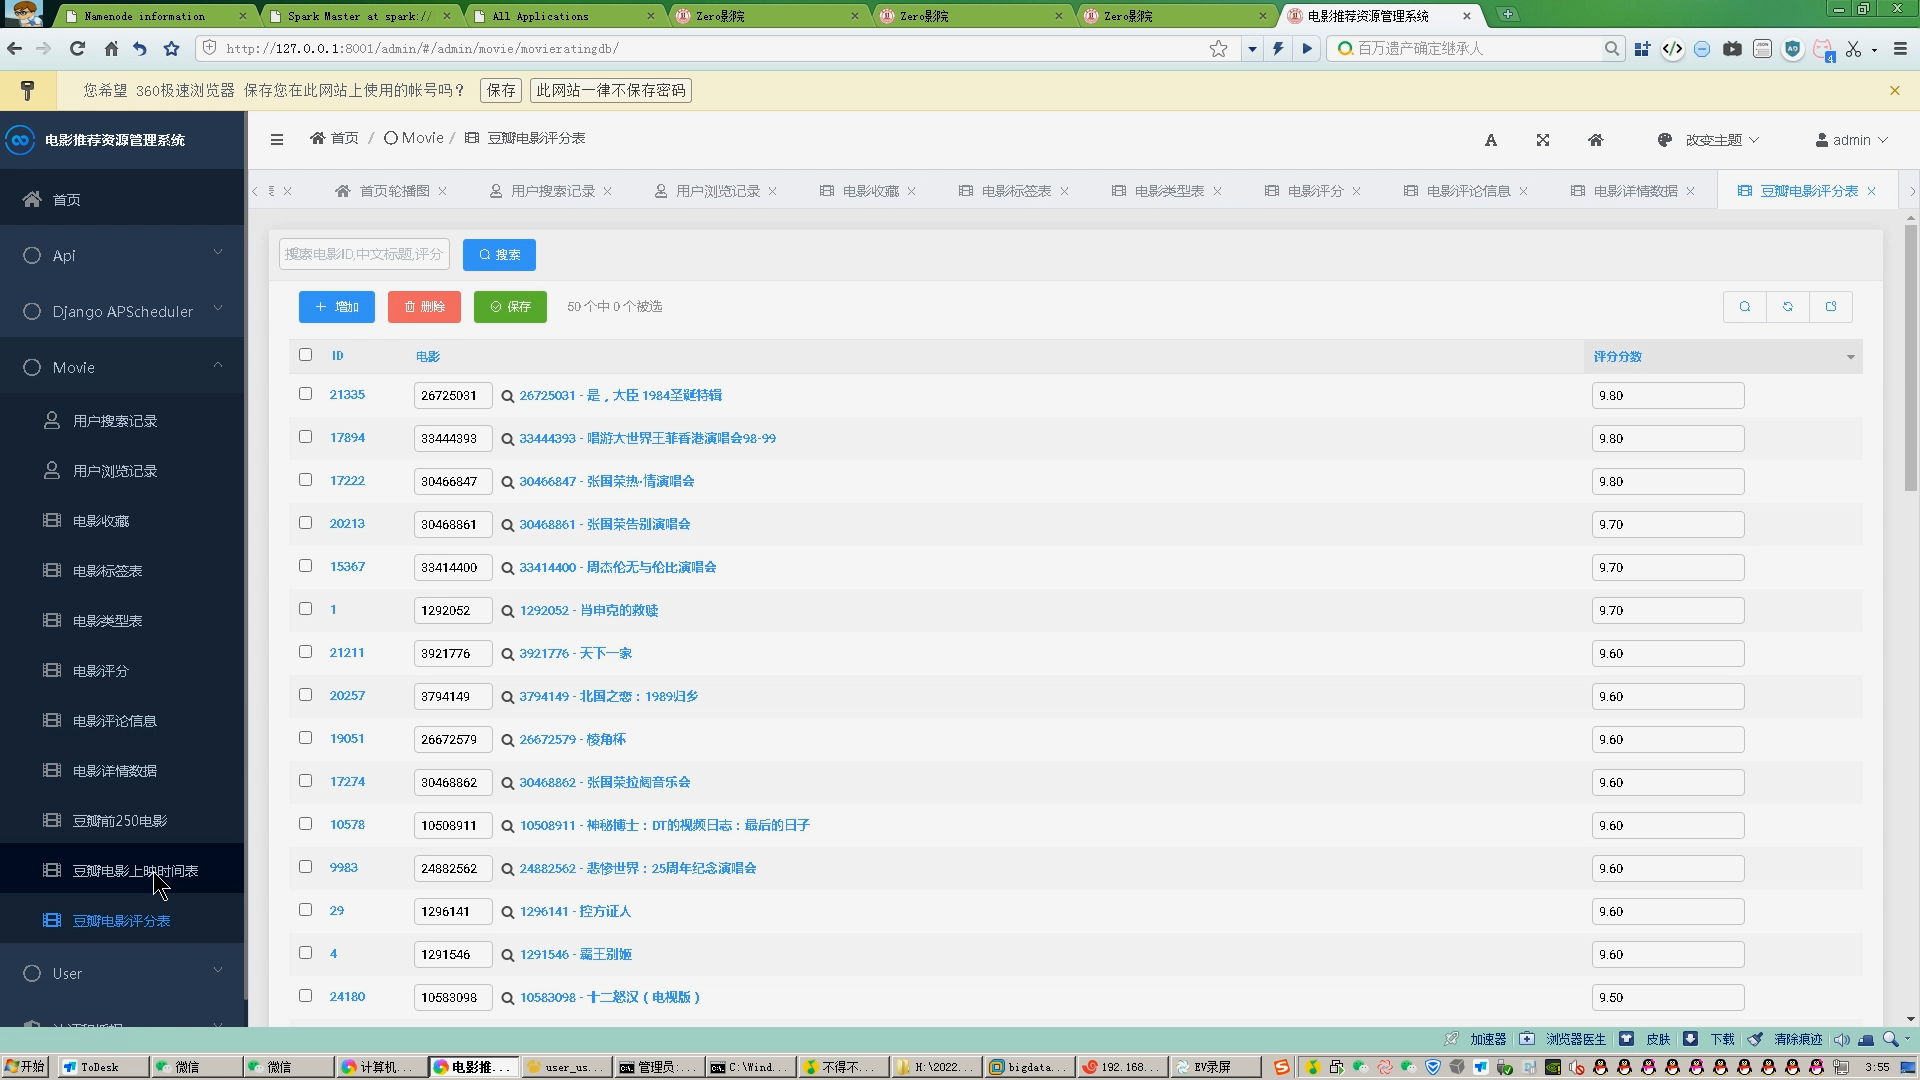 Namenode information
Spark Master at spark://
All Applications
Zero影院
Zero影院
Zero影院
电影推荐资源管理系统
http://127.0.0.1:8001/admin/#/admin/movie/movieratingdb/
百万遗产确定继承人
您希望 360极速浏览器 保存您在此网站上使用的帐号吗？
保存
此网站一律不保存密码
电影推荐资源管理系统
首页 / Movie / 豆瓣电影评分表
A
改变主题
admin
首页轮播图
用户搜索记录
用户浏览记录
电影收藏
电影标签表
电影类型表
电影评分
电影评论信息
电影详情数据
豆瓣电影评分表
首页
Api
Django APScheduler
Movie
用户搜索记录
用户浏览记录
电影收藏
电影标签表
电影类型表
电影评分
电影评论信息
电影详情数据
豆瓣前250电影
豆瓣电影上映时间表
豆瓣电影评分表
User
搜索电影ID,中文标题,评分
搜索
增加
删除
保存
50 个中 0 个被选
ID 电影 评分分数
21335 26725031 26725031 - 是，大臣 1984圣诞特辑 9.80
17894 33444393 33444393 - 唱游大世界王菲香港演唱会98-99 9.80
17222 30466847 30466847 - 张国荣热·情演唱会 9.80
20213 30468861 30468861 - 张国荣告别演唱会 9.70
15367 33414400 33414400 - 周杰伦无与伦比演唱会 9.70
1 1292052 1292052 - 肖申克的救赎 9.70
21211 3921776 3921776 - 天下一家 9.60
20257 3794149 3794149 - 北国之恋：1989归乡 9.60
19051 26672579 26672579 - 棱角杯 9.60
17274 30468862 30468862 - 张国荣拉阔音乐会 9.60
10578 10508911 10508911 - 神秘博士：DT的视频日志：最后的日子 9.60
9983 24882562 24882562 - 悲惨世界：25周年纪念演唱会 9.60
29 1296141 1296141 - 控方证人 9.60
4 1291546 1291546 - 霸王别姬 9.60
24180 10583098 10583098 - 十二怒汉（电视版） 9.50
加速器
浏览器医生
皮肤
下载
清除痕迹
开始
ToDesk
微信
微信
计算机...
电影推...
user_us...
管理员:...
C:\Wind...
不得不...
H:\2022...
bigdata...
192.168...
EV录屏
3:55